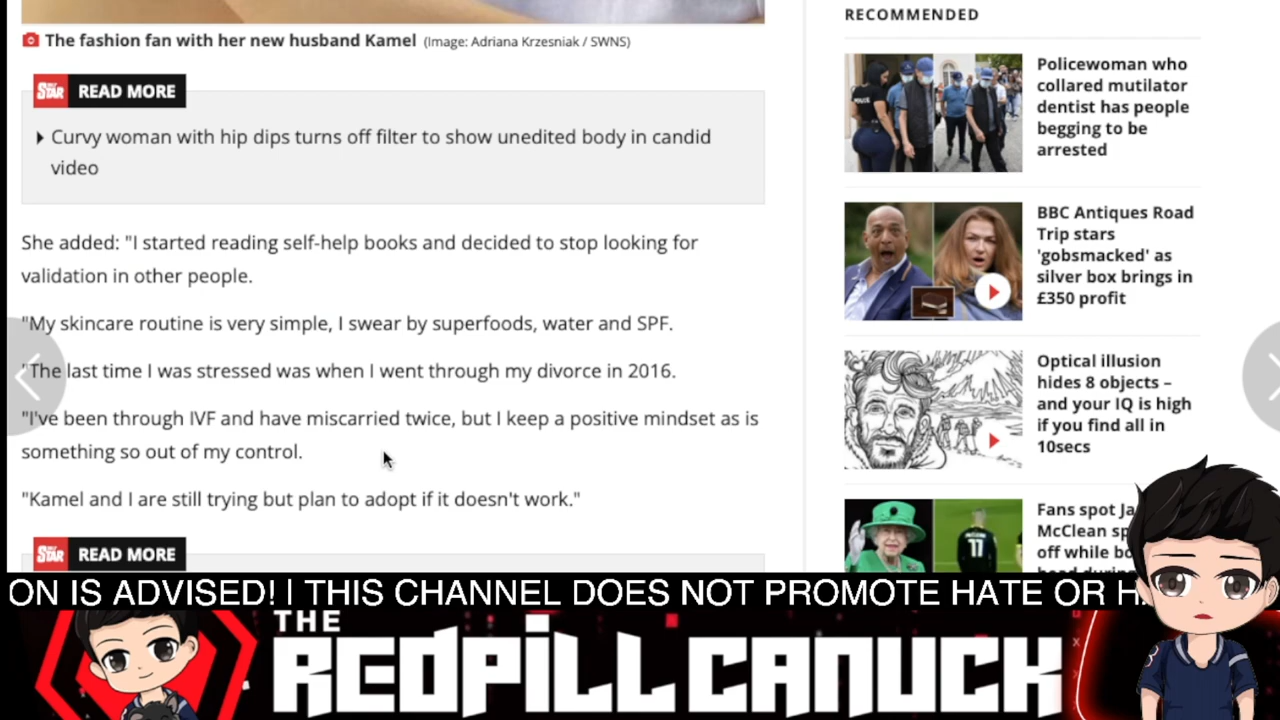 The fashion fan with her new husband Kamel (Image: Adriana Krzesniak / SWNS)
STAR READ MORE
Curvy woman with hip dips turns off filter to show unedited body in candid
video
She added: "I started reading self-help books and decided to stop looking for
validation in other people.
"My skincare routine is very simple, I swear by superfoods, water and SPF.
"The last time I was stressed was when I went through my divorce in 2016.
"I've been through IVF and have miscarried twice, but I keep a positive mindset as is
something so out of my control.
"Kamel and I are still trying but plan to adopt if it doesn't work."
STAR READ MORE
RECOMMENDED
Policewoman who
collared mutilator
dentist has people
begging to be
arrested
BBC Antiques Road
Trip stars
'gobsmacked' as
silver box brings in
£350 profit
Optical illusion
hides 8 objects –
and your IQ is high
if you find all in
10secs
11
Fans spot Ja
McClean sp
off while bo
ON IS ADVISED! | THIS CHANNEL DOES NOT PROMOTE HATE OR H
THE
REDPILL CANUCK